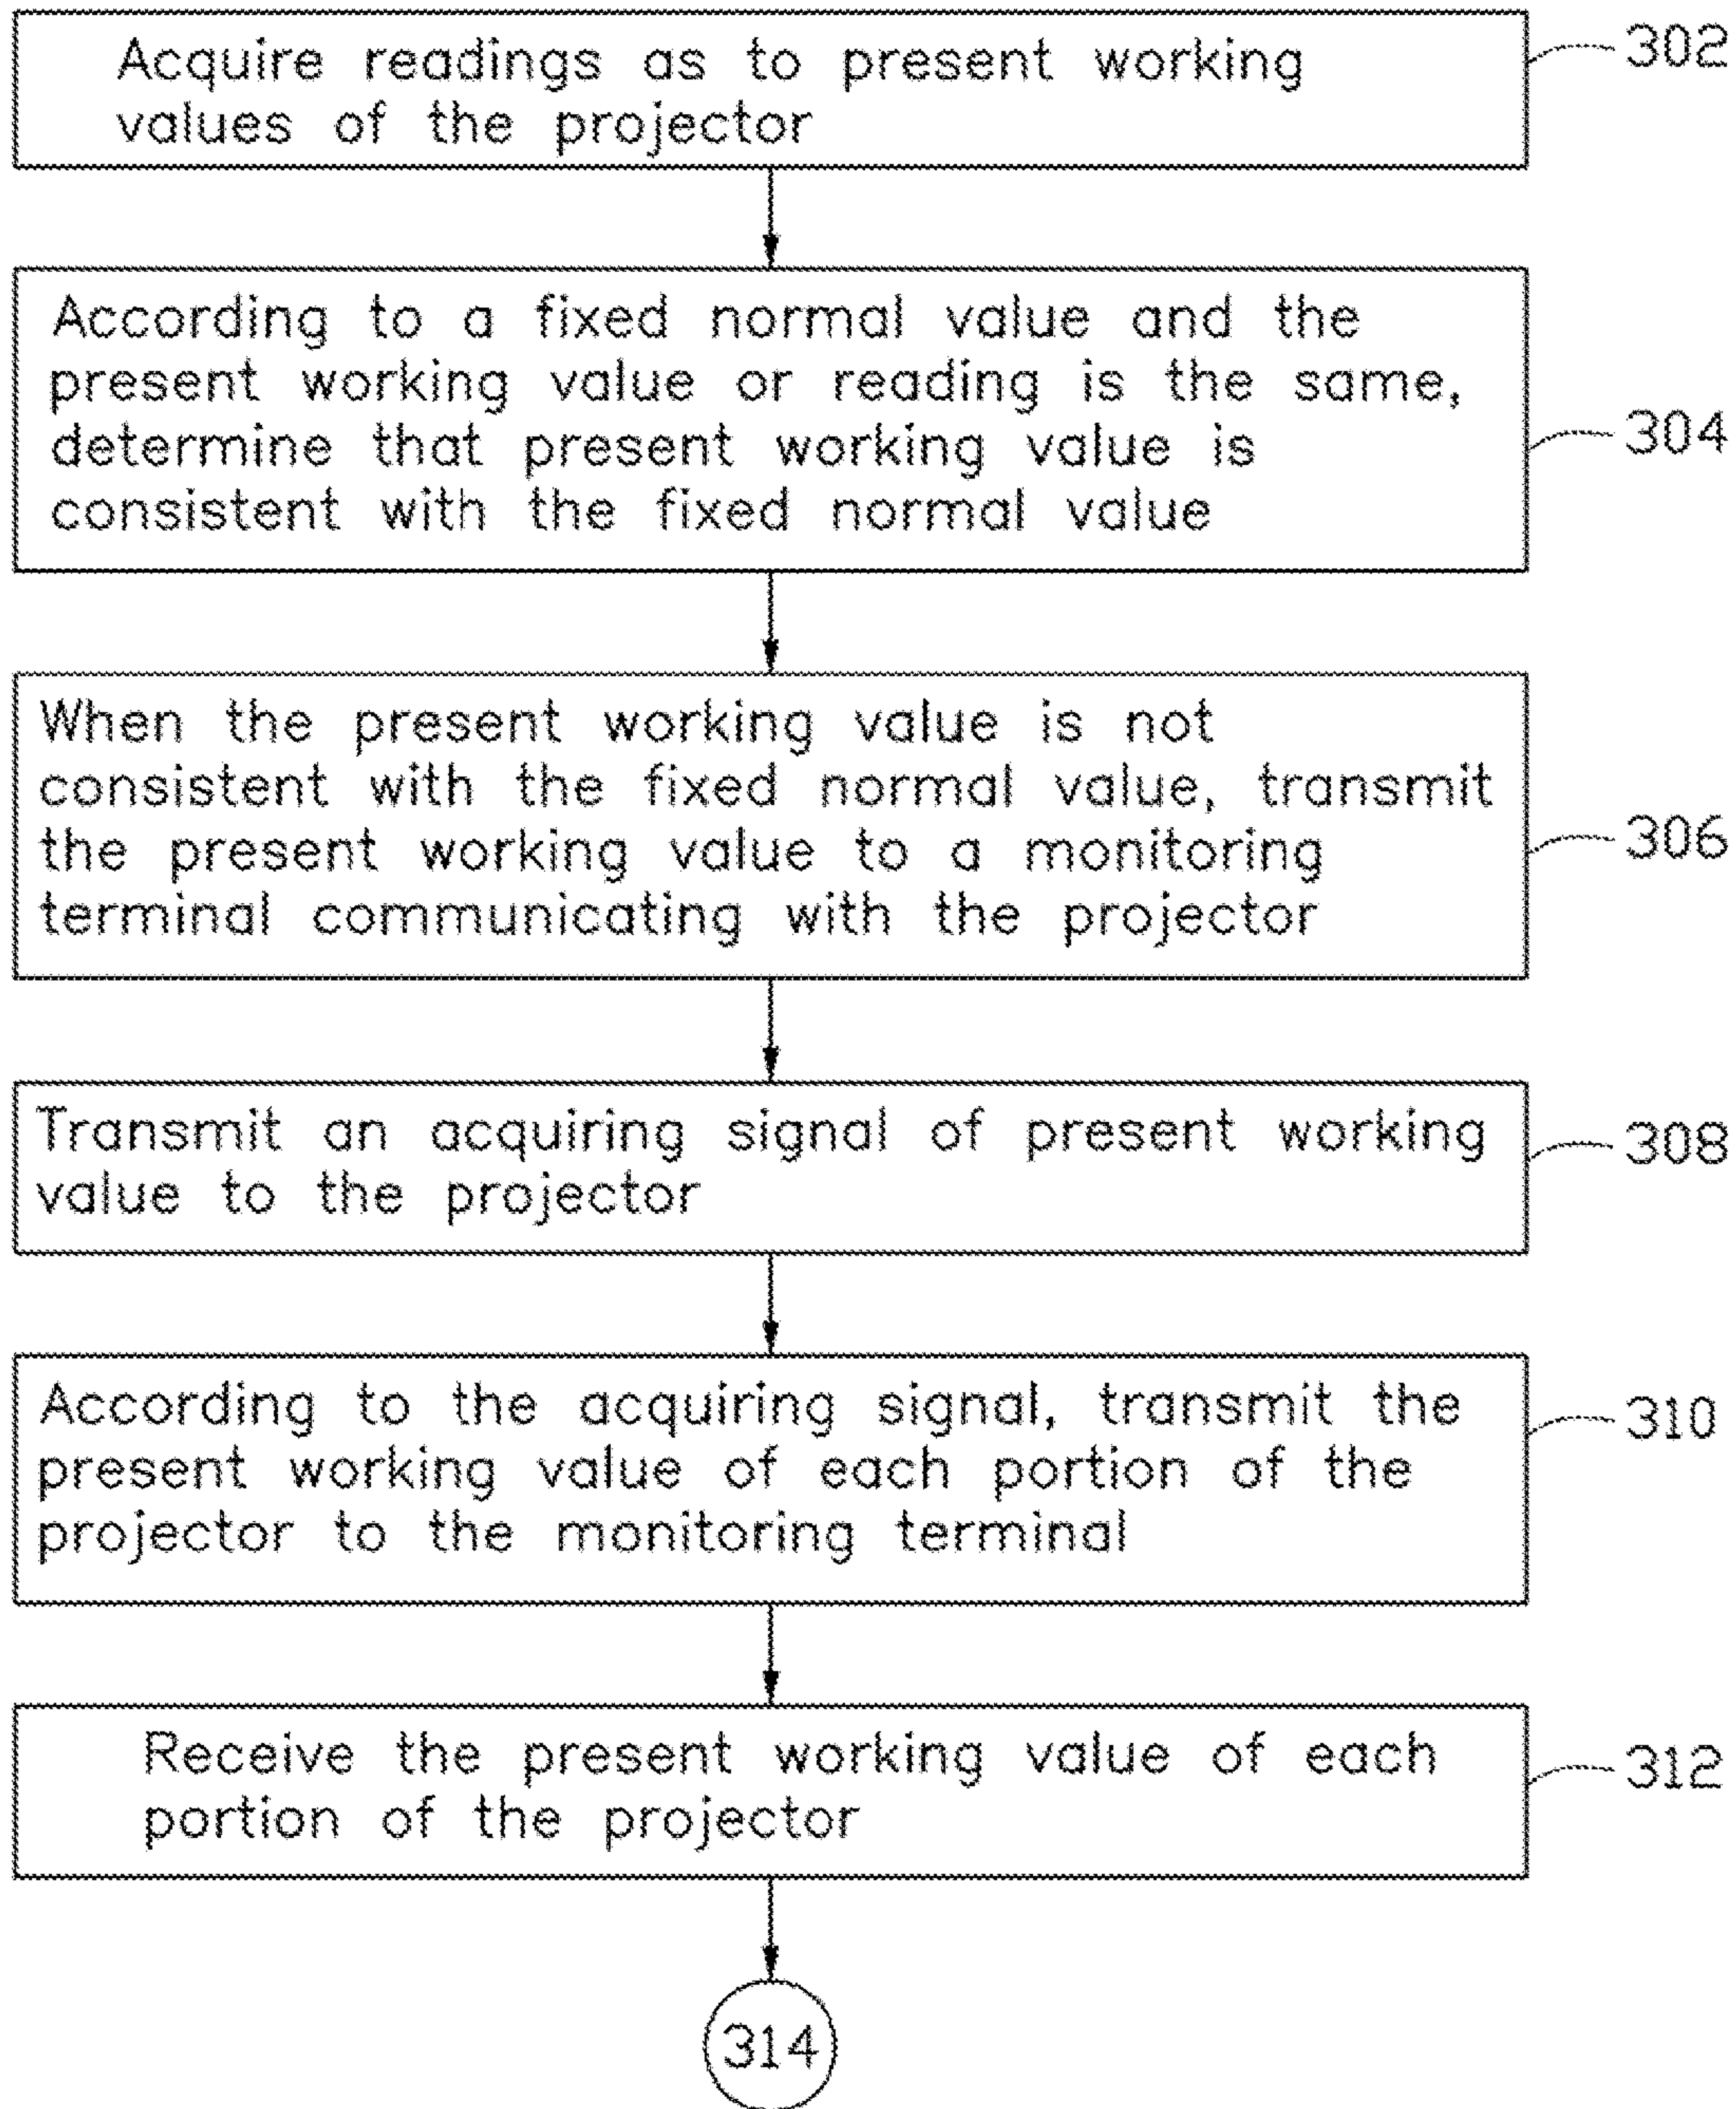 Acquire readings as to present working
values of the projector
302
According to a fixed normal value and the
present working value or reading is the same,
determine that present working value is
consistent with the fixed normal value
304
When the present working value is not
consistent with the fixed normal value, transmit
the present working value to a monitoring
terminal communicating with the projector
306
Transmit an acquiring signal of present working
value to the projector
308
According to the acquiring signal, transmit the
present working value of each portion of the
projector to the monitoring terminal
310
Receive the present working value of each
portion of the projector
312
314